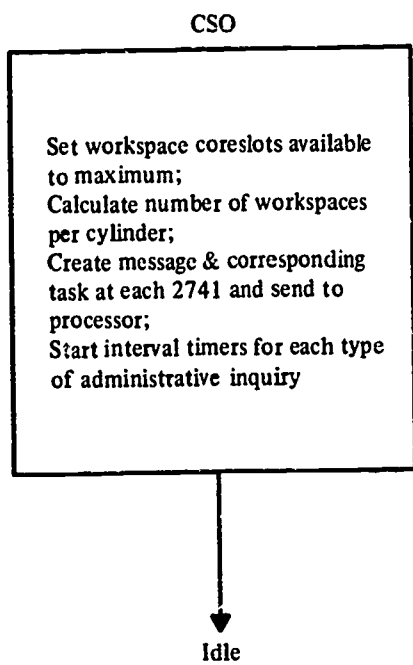 CSO
Set workspace coreslots available
to maximum;
Calculate number of workspaces
per cylinder;
Create message & corresponding
task at each 2741 and send to
processor;
Start interval timers for each type
of administrative inquiry
Idle